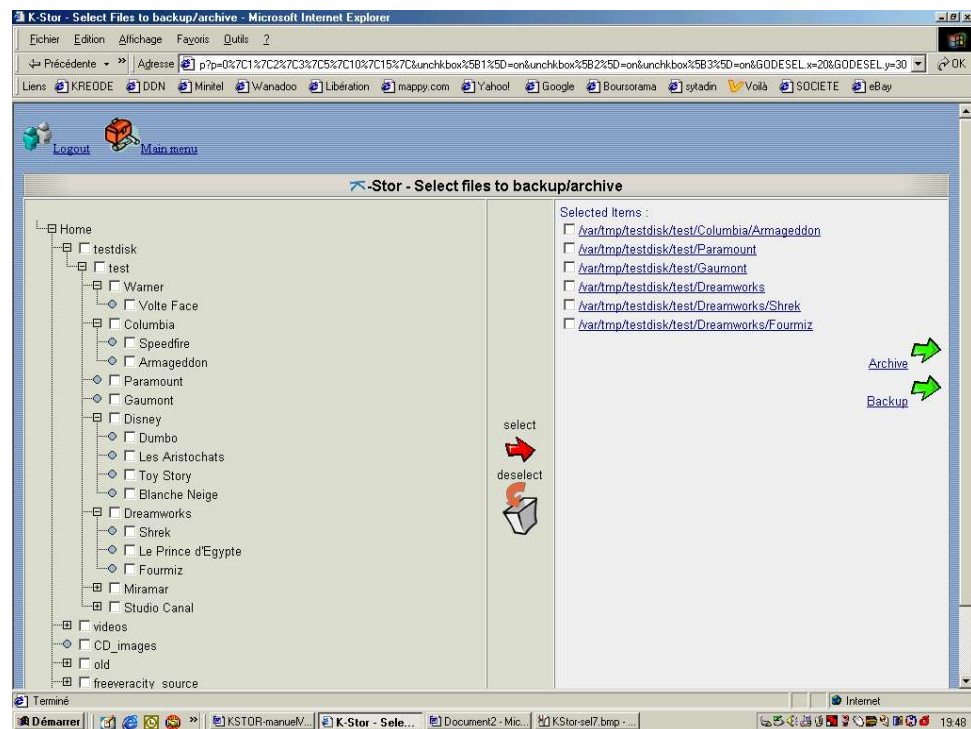 K-Stor - Select Files to backup/archive - Microsoft Internet Explorer
Fichier Edition Affichage Favoris Outils ?
Précédente » Adresse p?p=0%7C1%7C2%7C3%7C5%7C10%7C15%7C&unchkbox%5B1%5D=on&unchkbox%5B2%5D=on&unchkbox%5B3%5D=on&GODESEL.x=20&GODESEL.y=30 OK
Liens KREODE DDN Minitel Wanadoo Libération mappy.com Yahoo! Google Boursorama sytadin Voilà SOCIETE eBay
Logout Main menu
K-Stor - Select files to backup/archive
Home
testdisk
test
Warner
Volte Face
Columbia
Speedfire
Armageddon
Paramount
Gaumont
Disney
Dumbo
Les Aristochats
Toy Story
Blanche Neige
Dreamworks
Shrek
Le Prince d'Egypte
Fourmiz
Miramar
Studio Canal
videos
CD_images
old
freeveracity_source
select
deselect
Selected Items :
/var/tmp/testdisk/test/Columbia/Armageddon
/var/tmp/testdisk/test/Paramount
/var/tmp/testdisk/test/Gaumont
/var/tmp/testdisk/test/Dreamworks
/var/tmp/testdisk/test/Dreamworks/Shrek
/var/tmp/testdisk/test/Dreamworks/Fourmiz
Archive
Backup
Terminé Internet
Démarrer » KSTOR-manuelV... K-Stor - Sele... Document2 - Mic... KStor-sel7.bmp - ... 19:48